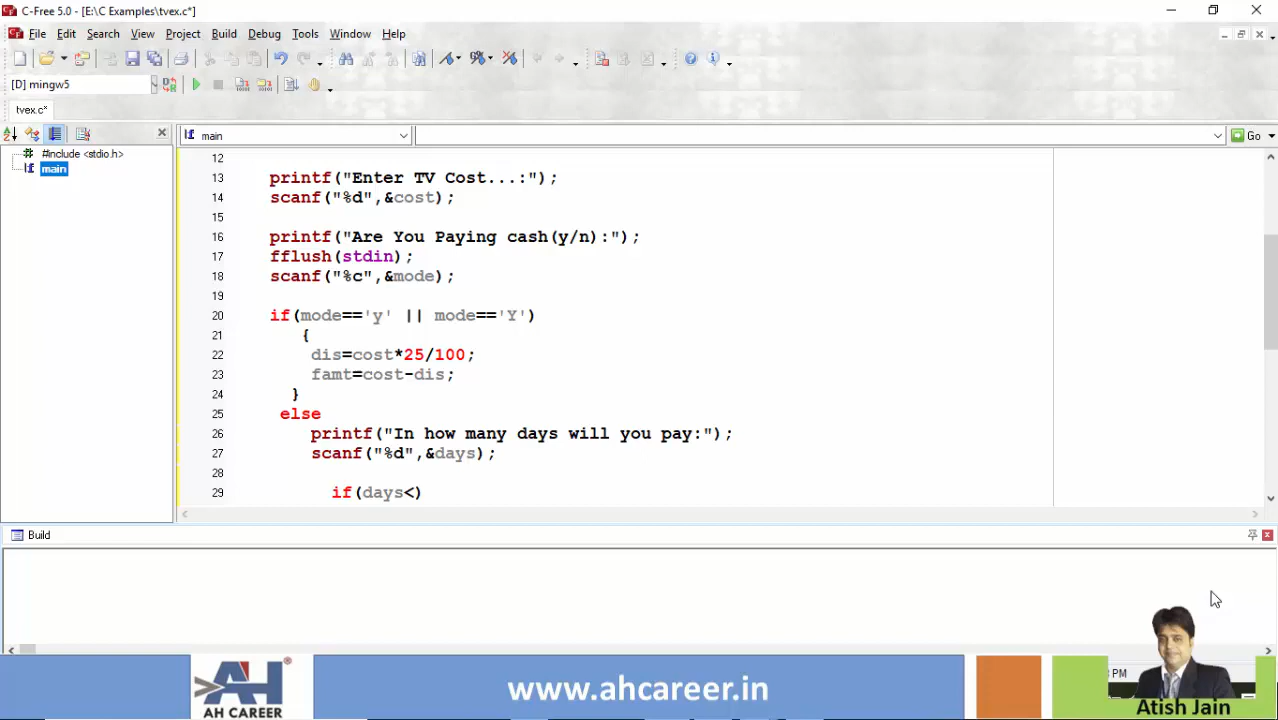 C-Free 5.0 - [E:\C Examples\tvex.c*]
File Edit Search View Project Build Debug Tools Window Help
[D] mingw5
tvex.c*
main
Go
#include <stdio.h>
main
12
13 printf("Enter TV Cost...:");
14 scanf("%d",&cost);
15
16 printf("Are You Paying cash(y/n):");
17 fflush(stdin);
18 scanf("%c",&mode);
19
20 if(mode=='y' || mode=='Y')
21 {
22 dis=cost*25/100;
23 famt=cost-dis;
24 }
25 else
26 printf("In how many days will you pay:");
27 scanf("%d",&days);
28
29 if(days<)
Build
PM
AH
AH CAREER
www.ahcareer.in
Atish Jain